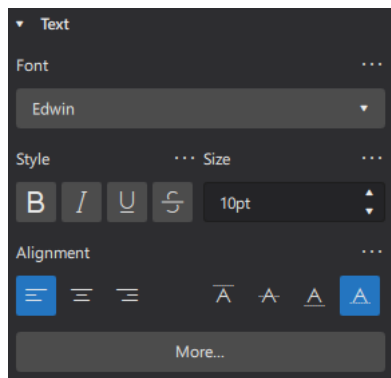 Text
Font ...
Edwin
Style ... Size ...
B I U S 10pt
Alignment ...
A A A A
More...